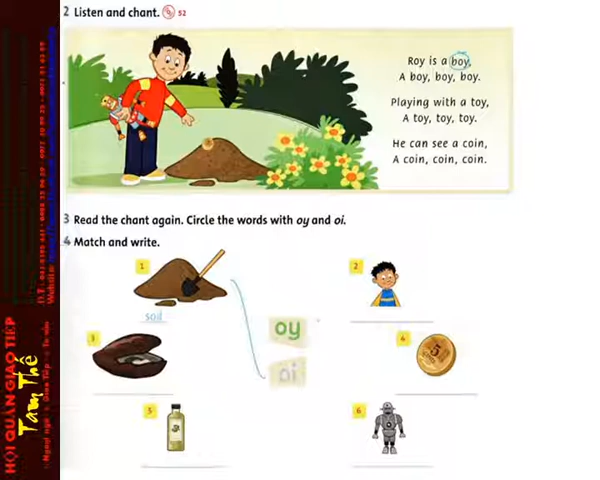 2 Listen and chant. 52
Roy is a boy,
A boy, boy, boy.
Playing with a toy,
A toy, toy, toy.
He can see a coin,
A coin, coin, coin.
3 Read the chant again. Circle the words with oy and oi.
4 Match and write.
1
soil
2
oy
oi
3
6
5
5
6
HỘI QUÁN GIAO TIẾP
Tam Thể